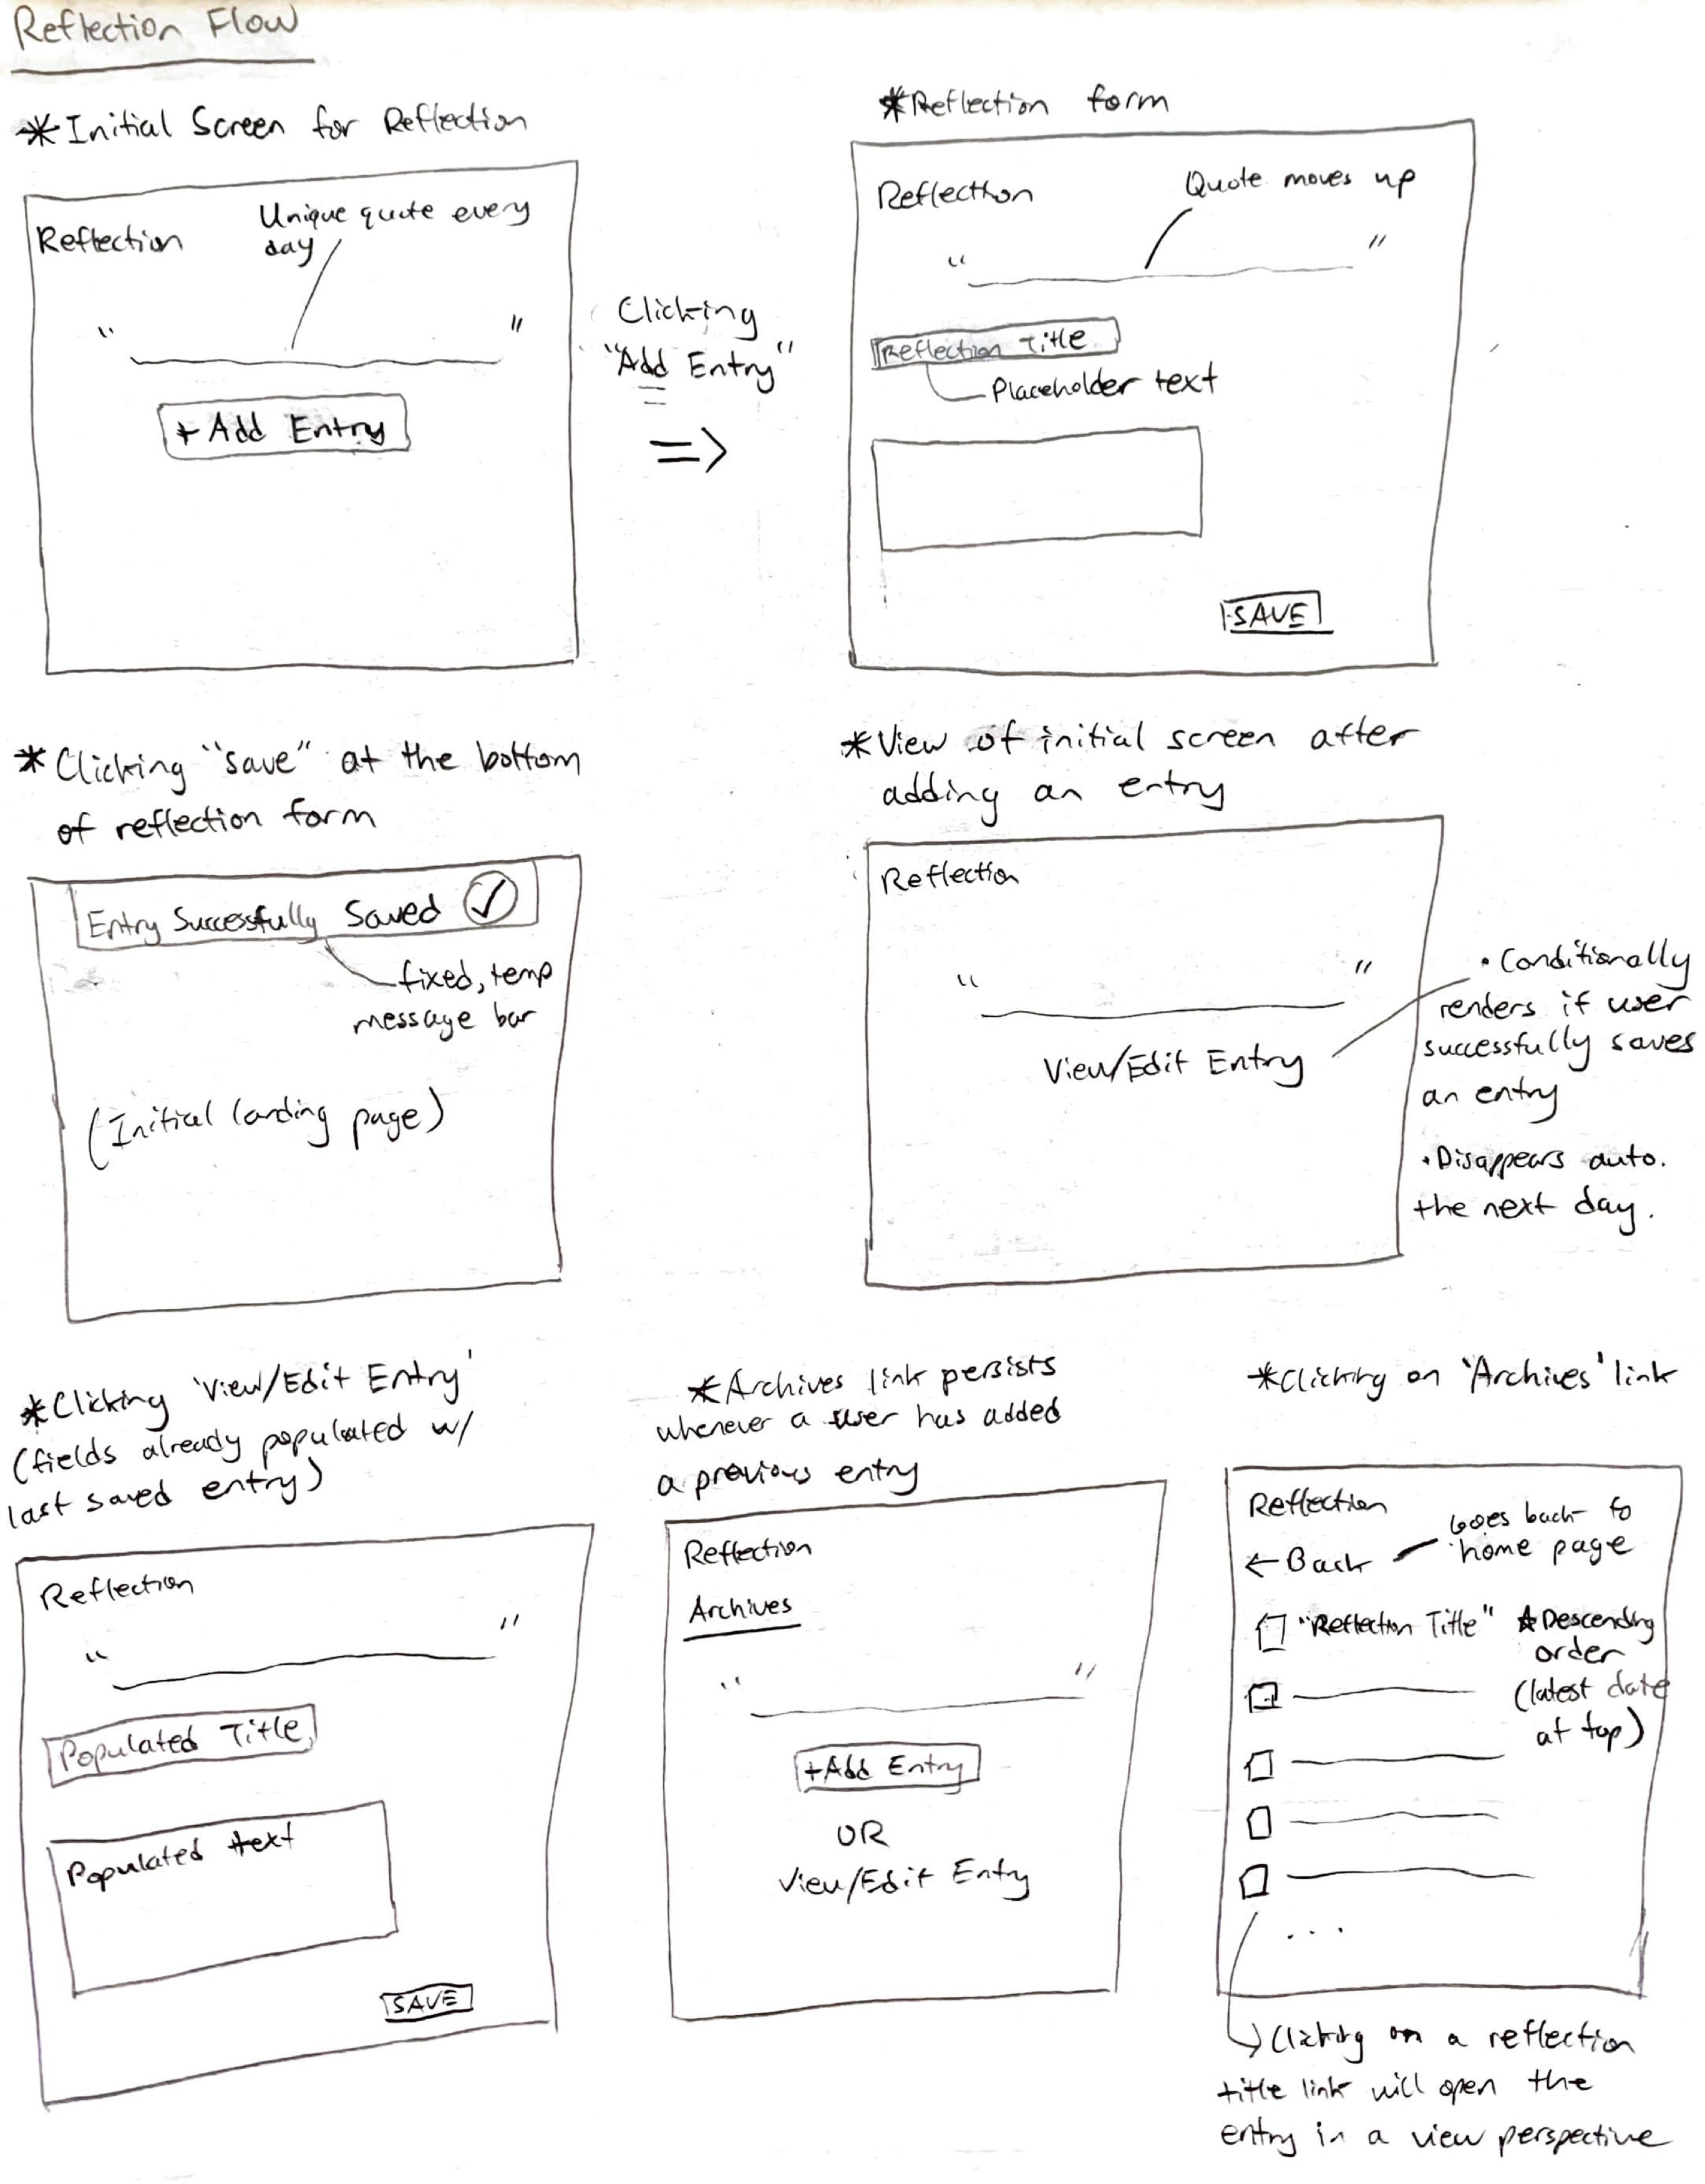 Reflection Flow
*Initial Screen for Reflection
Reflection
Unique quote every
day
"
"
+ Add Entry
Clicking
"Add Entry"
=>
*Reflection form
Reflection
Quote moves up
"
"
Reflection Title
Placeholder text
SAVE
*Clicking "save" at the bottom
of reflection form
Entry Successfully Saved ✓
fixed, temp
message bar
(Initial landing page)
*View of initial screen after
adding an entry
Reflection
"
"
View/Edit Entry
• Conditionally
renders if user
successfully saves
an entry
• Disappears auto.
the next day.
*Clicking 'View/Edit Entry'
(fields already populated w/
last saved entry)
Reflection
"
"
Populated Title
Populated text
SAVE
*Archives link persists
whenever a user has added
a previous entry
Reflection
Archives
"
"
+Add Entry
OR
View/Edit Entry
*Clicking on 'Archives' link
Reflection
← Back
Goes back to
home page
"Reflection Title"
*Descending
order
(latest date
at top)
...
Clicking on a reflection
title link will open the
entry in a view perspective